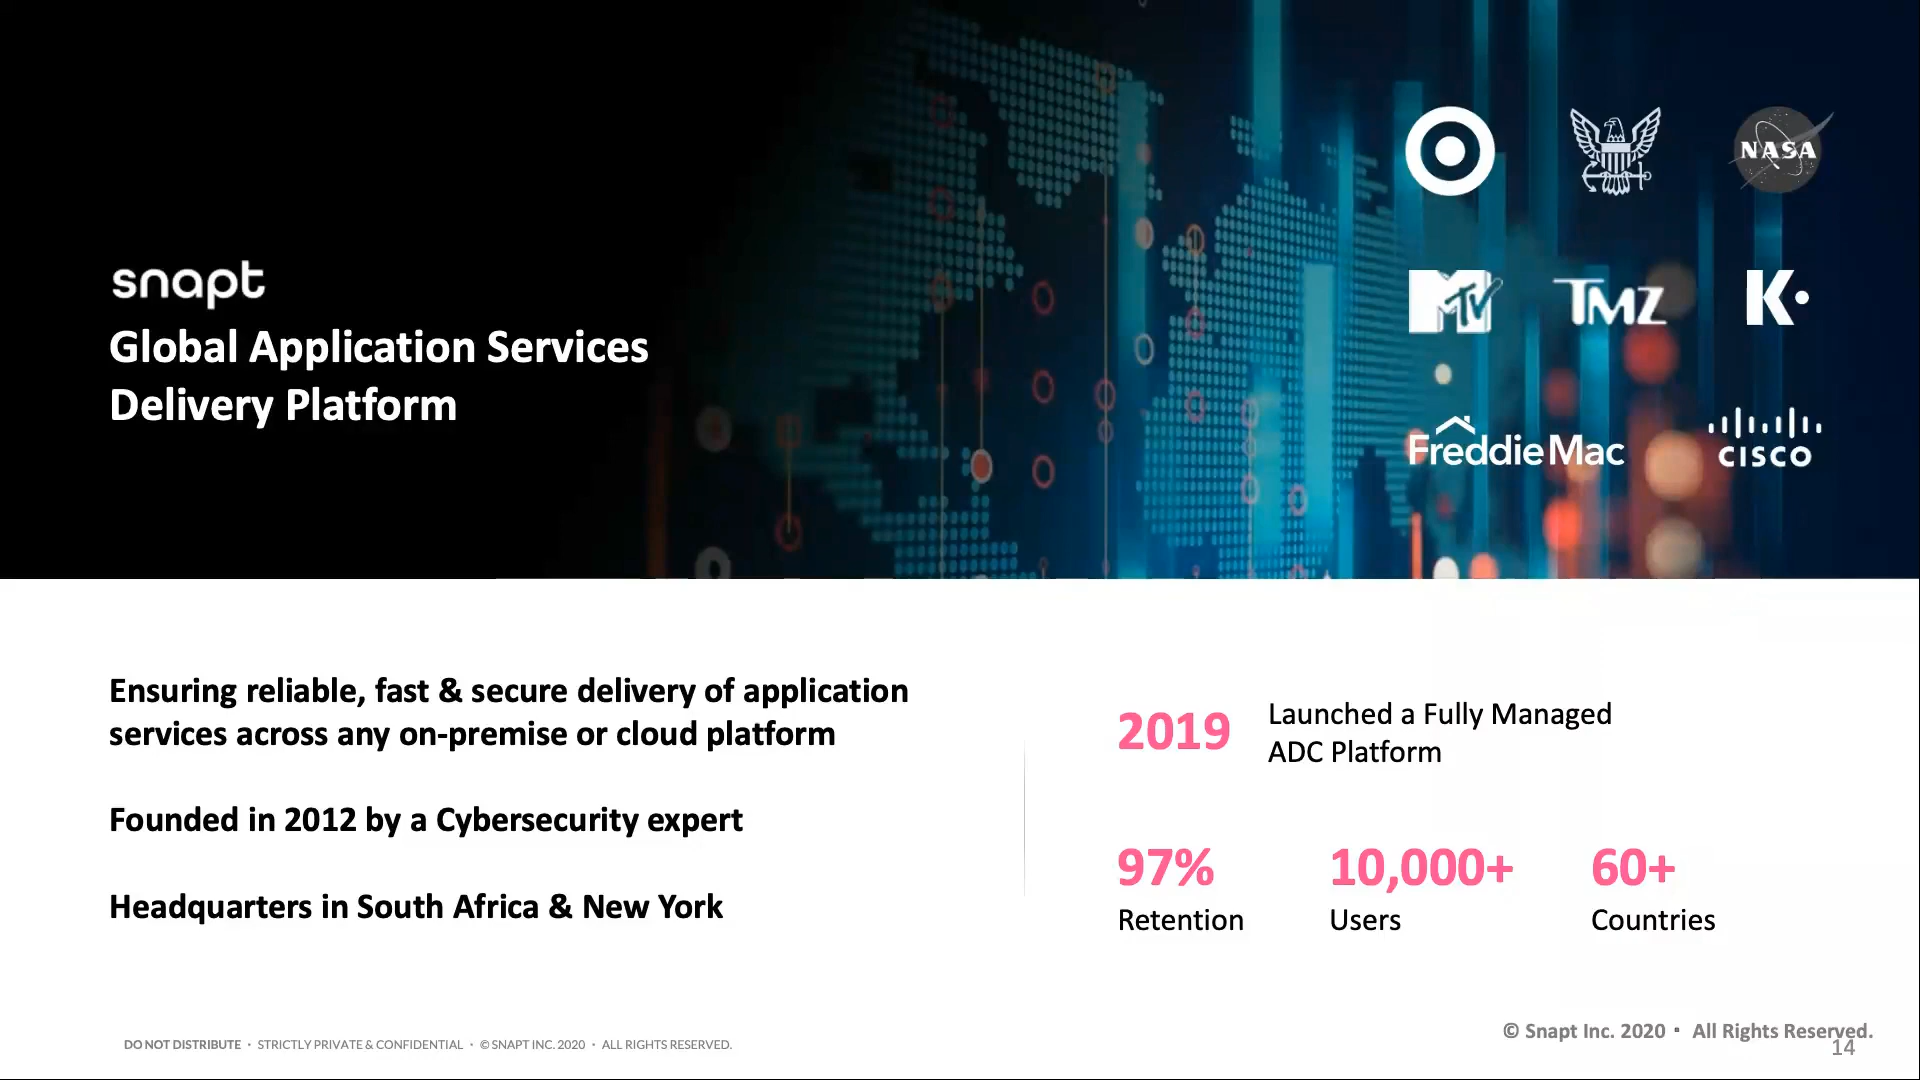 snapt
Global Application Services
Delivery Platform
NASA
MTV
TMZ
K
Freddie Mac
CISCO
Ensuring reliable, fast & secure delivery of application
services across any on-premise or cloud platform
Founded in 2012 by a Cybersecurity expert
Headquarters in South Africa & New York
2019
Launched a Fully Managed
ADC Platform
97%
Retention
10,000+
Users
60+
Countries
DO NOT DISTRIBUTE • STRICTLY PRIVATE & CONFIDENTIAL • © SNAPT INC. 2020 • ALL RIGHTS RESERVED.
© Snapt Inc. 2020 • All Rights Reserved.
14